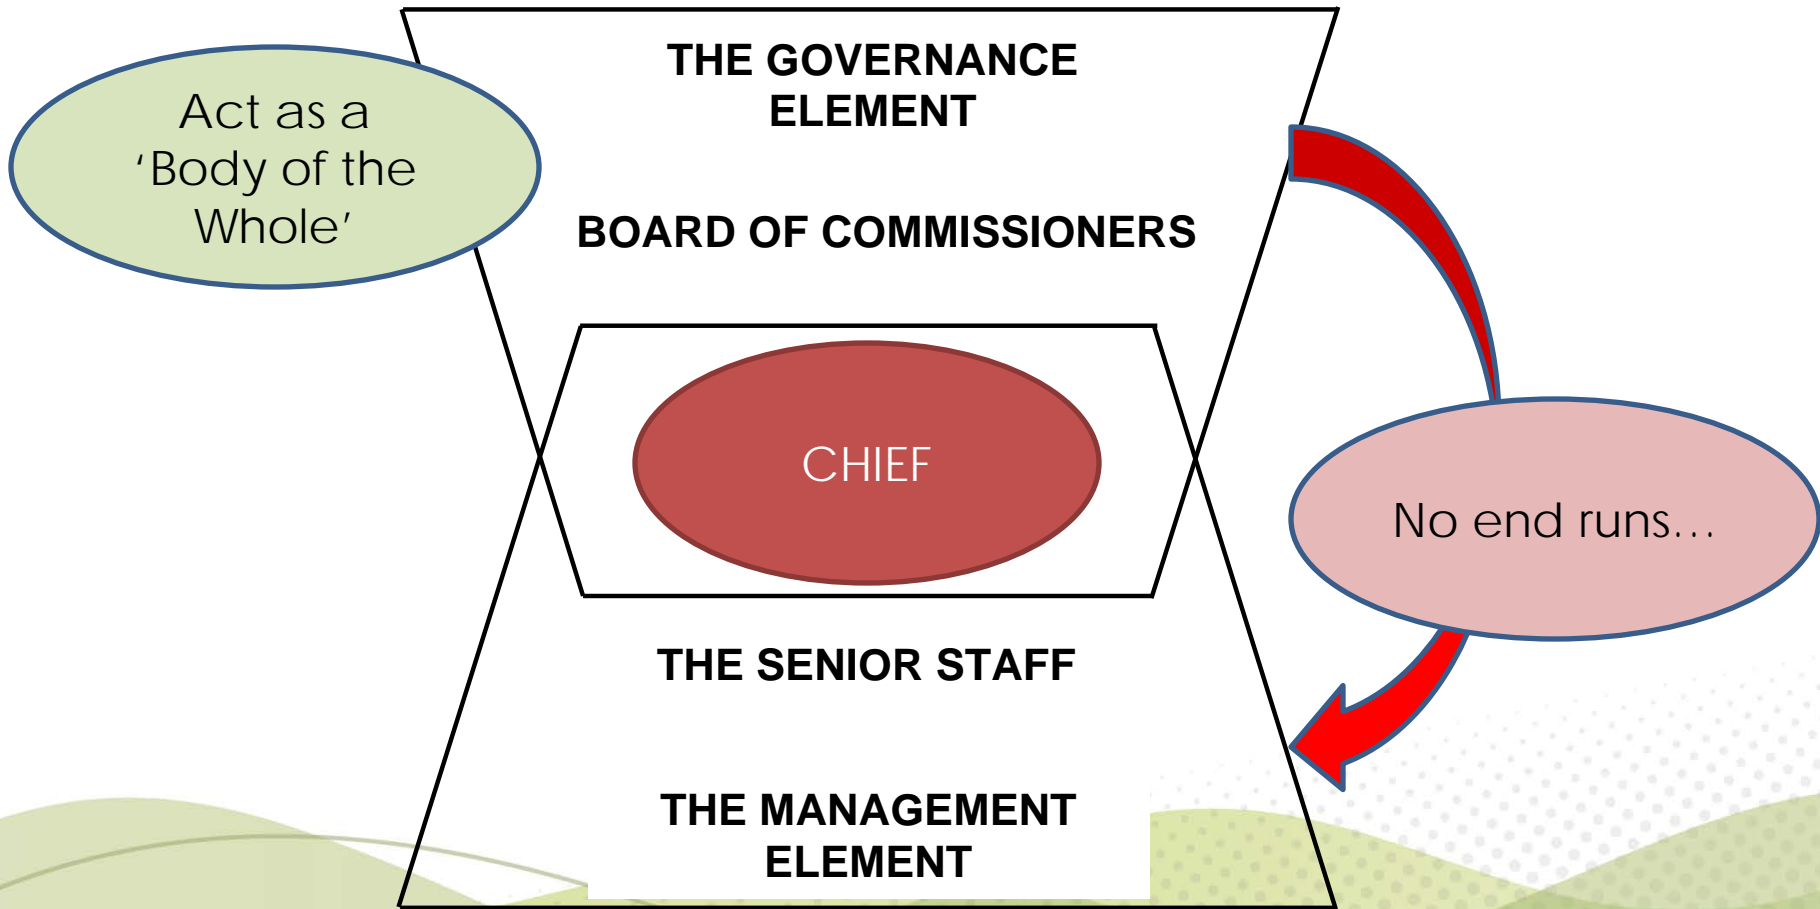 THE GOVERNANCE
ELEMENT
Act as a
‘Body of the
Whole’
BOARD OF COMMISSIONERS
CHIEF
No end runs…
THE SENIOR STAFF
THE MANAGEMENT
ELEMENT